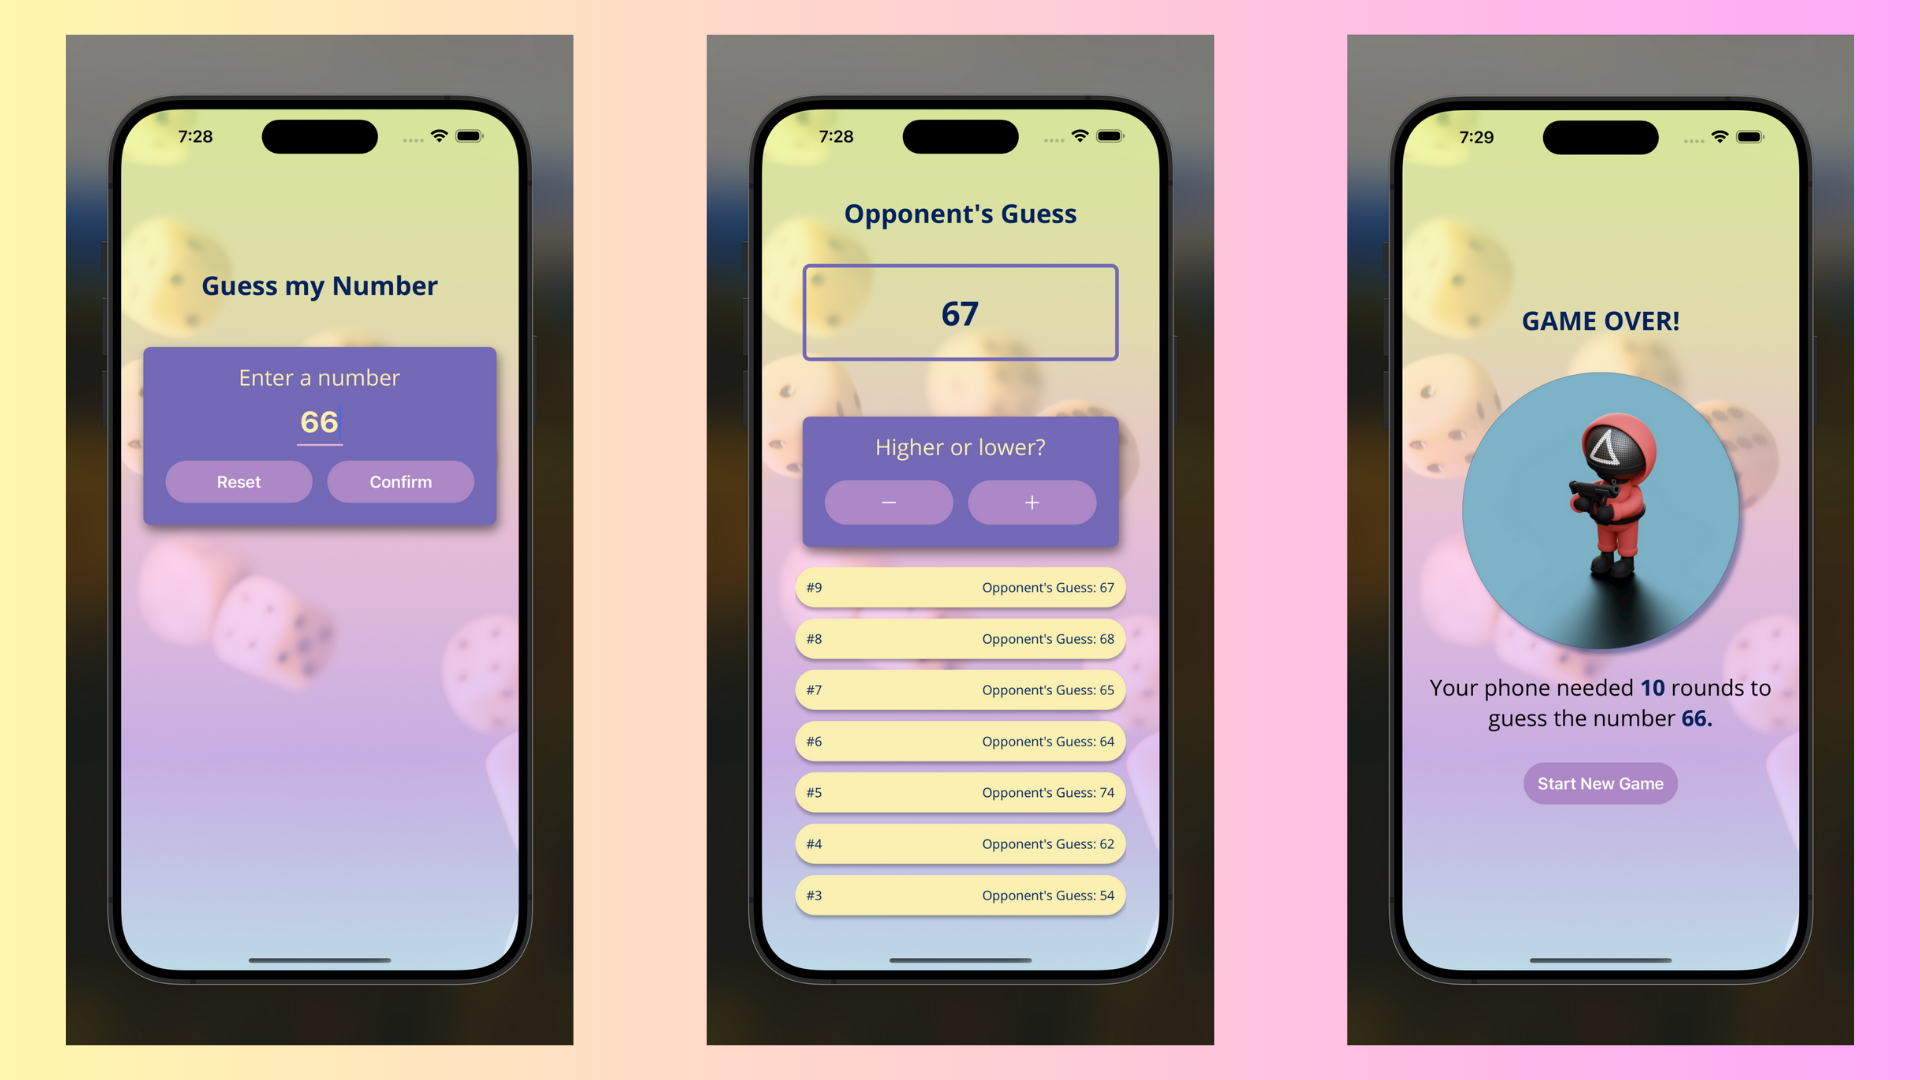 7:28
Guess my Number
Enter a number
66
Reset
Confirm
7:28
Opponent's Guess
67
Higher or lower?
− +
#9 Opponent's Guess: 67
#8 Opponent's Guess: 68
#7 Opponent's Guess: 65
#6 Opponent's Guess: 64
#5 Opponent's Guess: 74
#4 Opponent's Guess: 62
#3 Opponent's Guess: 54
7:29
GAME OVER!
Your phone needed 10 rounds to
guess the number 66.
Start New Game